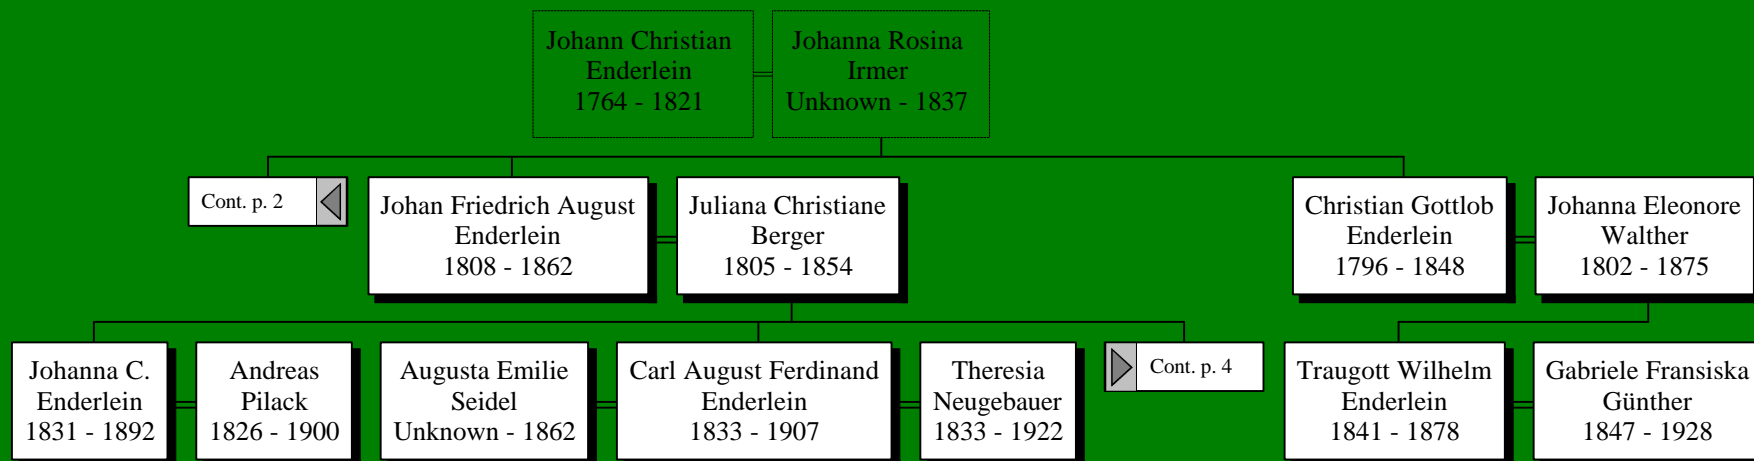 Johann Christian
Enderlein
1764 - 1821
Johanna Rosina
Irmer
Unknown - 1837
Cont. p. 2
Johan Friedrich August
Enderlein
1808 - 1862
Juliana Christiane
Berger
1805 - 1854
Christian Gottlob
Enderlein
1796 - 1848
Johanna Eleonore
Walther
1802 - 1875
Johanna C.
Enderlein
1831 - 1892
Andreas
Pilack
1826 - 1900
Augusta Emilie
Seidel
Unknown - 1862
Carl August Ferdinand
Enderlein
1833 - 1907
Theresia
Neugebauer
1833 - 1922
Cont. p. 4
Traugott Wilhelm
Enderlein
1841 - 1878
Gabriele Fransiska
Günther
1847 - 1928